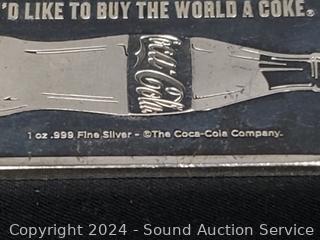 'D LIKE TO BUY THE WORLD A COKE.®
Coca-Cola
1 oz .999 Fine Silver - ©The Coca-Cola Company.
Copyright 2024 - Sound Auction Service